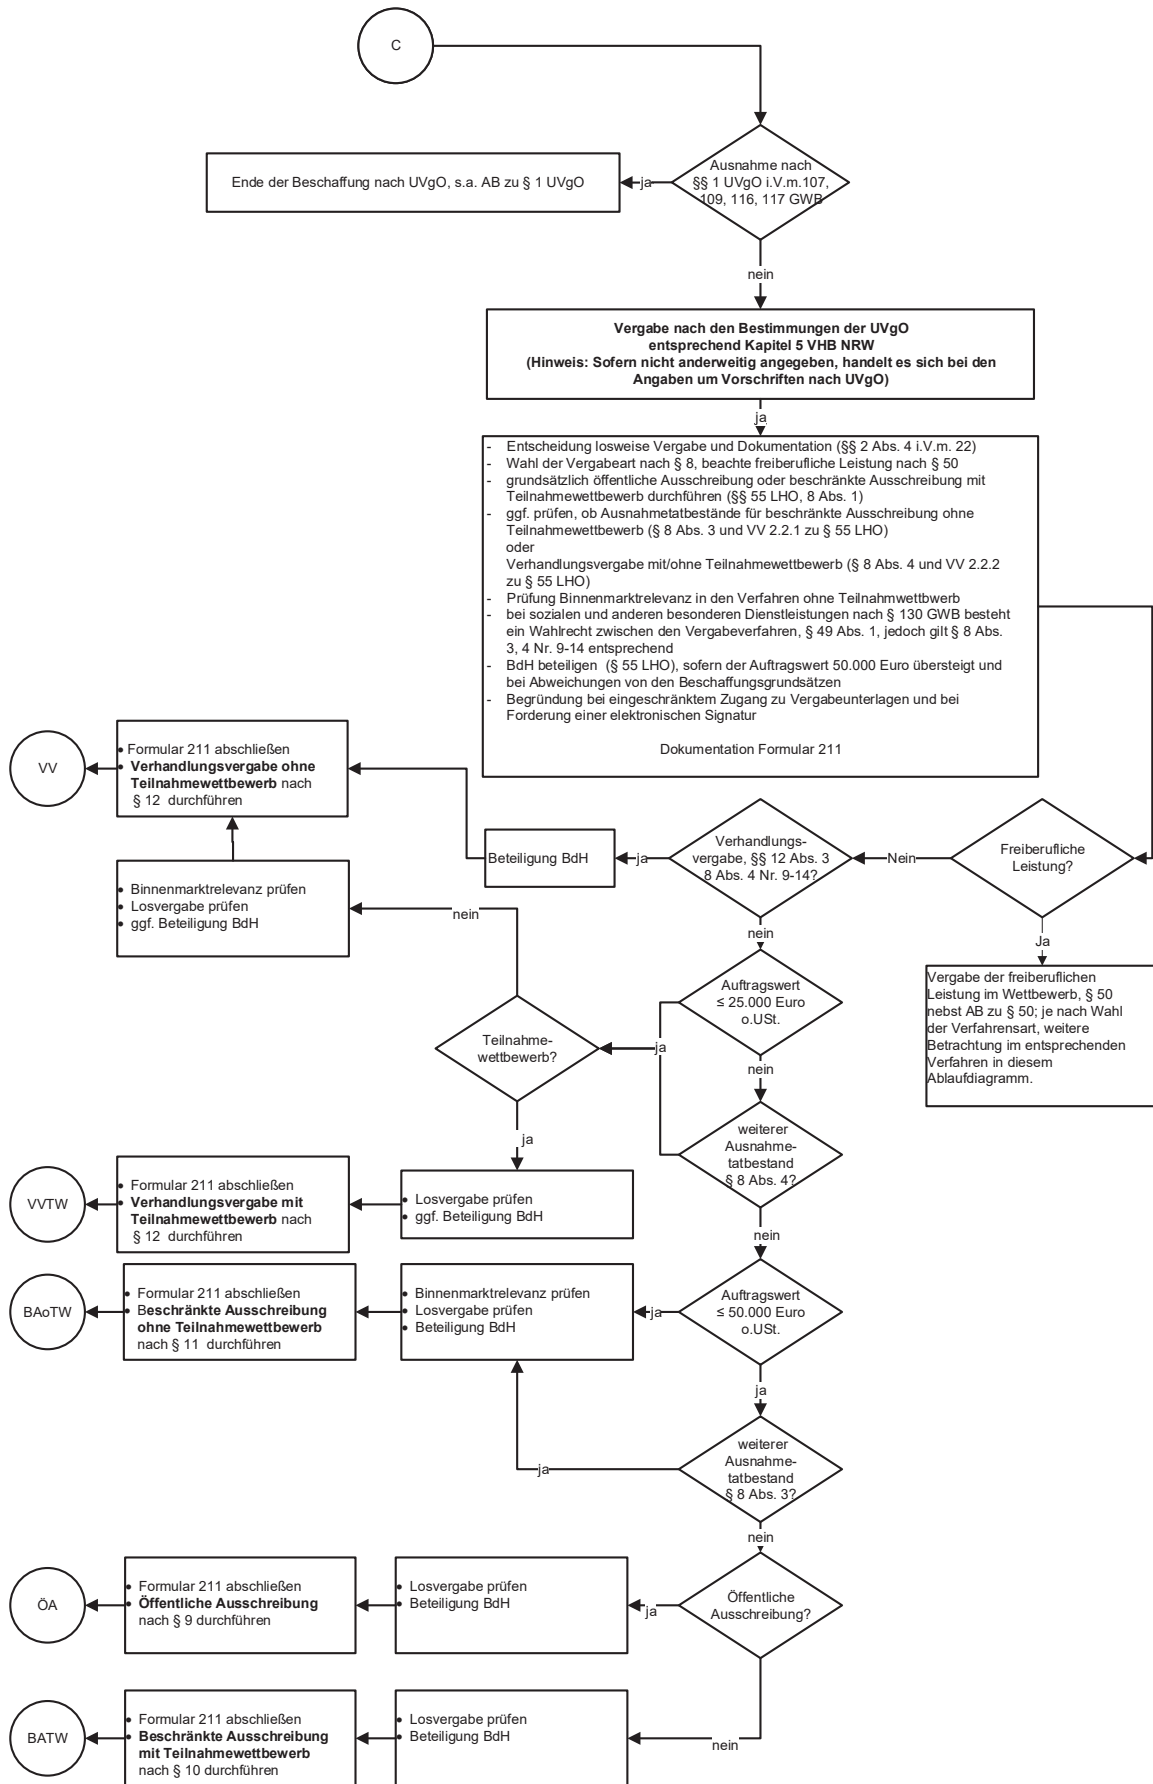 C
Ausnahme nach
§§ 1 UVgO i.V.m.107,
109, 116, 117 GWB
ja
Ende der Beschaffung nach UVgO, s.a. AB zu § 1 UVgO
nein
Vergabe nach den Bestimmungen der UVgO
entsprechend Kapitel 5 VHB NRW
(Hinweis: Sofern nicht anderweitig angegeben, handelt es sich bei den
Angaben um Vorschriften nach UVgO)
ja
- Entscheidung losweise Vergabe und Dokumentation (§§ 2 Abs. 4 i.V.m. 22)
- Wahl der Vergabeart nach § 8, beachte freiberufliche Leistung nach § 50
- grundsätzlich öffentliche Ausschreibung oder beschränkte Ausschreibung mit
Teilnahmewettbewerb durchführen (§§ 55 LHO, 8 Abs. 1)
- ggf. prüfen, ob Ausnahmetatbestände für beschränkte Ausschreibung ohne
Teilnahmewettbewerb (§ 8 Abs. 3 und VV 2.2.1 zu § 55 LHO)
oder
Verhandlungsvergabe mit/ohne Teilnahmewettbewerb (§ 8 Abs. 4 und VV 2.2.2
zu § 55 LHO)
- Prüfung Binnenmarktrelevanz in den Verfahren ohne Teilnahmwettbwerb
- bei sozialen und anderen besonderen Dienstleistungen nach § 130 GWB besteht
ein Wahlrecht zwischen den Vergabeverfahren, § 49 Abs. 1, jedoch gilt § 8 Abs.
3, 4 Nr. 9-14 entsprechend
- BdH beteiligen (§ 55 LHO), sofern der Auftragswert 50.000 Euro übersteigt und
bei Abweichungen von den Beschaffungsgrundsätzen
- Begründung bei eingeschränktem Zugang zu Vergabeunterlagen und bei
Forderung einer elektronischen Signatur
Dokumentation Formular 211
VV
• Formular 211 abschließen
• Verhandlungsvergabe ohne
Teilnahmewettbewerb nach
§ 12 durchführen
Beteiligung BdH
ja
Verhandlungs-
vergabe, §§ 12 Abs. 3
8 Abs. 4 Nr. 9-14?
Nein
Freiberufliche
Leistung?
• Binnenmarktrelevanz prüfen
• Losvergabe prüfen
• ggf. Beteiligung BdH
nein
nein
Ja
Vergabe der freiberuflichen
Leistung im Wettbewerb, § 50
nebst AB zu § 50; je nach Wahl
der Verfahrensart, weitere
Betrachtung im entsprechenden
Verfahren in diesem
Ablaufdiagramm.
Auftragswert
≤ 25.000 Euro
o.USt.
Teilnahme-
wettbewerb?
ja
nein
weiterer
Ausnahme-
tatbestand
§ 8 Abs. 4?
ja
VVTW
• Formular 211 abschließen
• Verhandlungsvergabe mit
Teilnahmewettbewerb nach
§ 12 durchführen
• Losvergabe prüfen
• ggf. Beteiligung BdH
nein
BAoTW
• Formular 211 abschließen
• Beschränkte Ausschreibung
ohne Teilnahmewettbewerb
nach § 11 durchführen
• Binnenmarktrelevanz prüfen
• Losvergabe prüfen
• Beteiligung BdH
ja
Auftragswert
≤ 50.000 Euro
o.USt.
ja
weiterer
Ausnahme-
tatbestand
§ 8 Abs. 3?
ja
nein
ÖA
• Formular 211 abschließen
• Öffentliche Ausschreibung
nach § 9 durchführen
• Losvergabe prüfen
• Beteiligung BdH
ja
Öffentliche
Ausschreibung?
BATW
• Formular 211 abschließen
• Beschränkte Ausschreibung
mit Teilnahmewettbewerb
nach § 10 durchführen
• Losvergabe prüfen
• Beteiligung BdH
nein